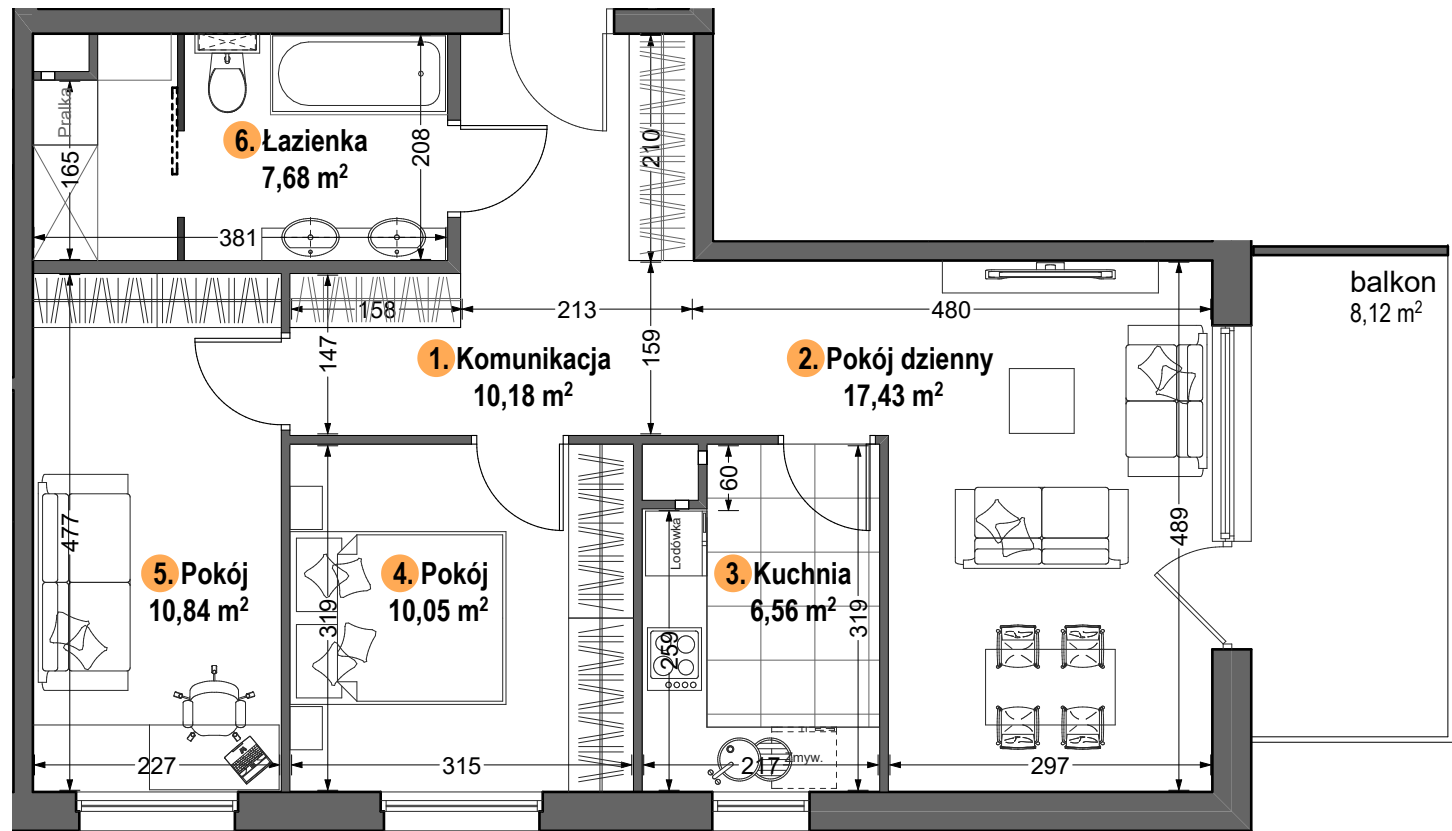 Pralka
165
6. Łazienka
7,68 m²
208
210
381
balkon
8,12 m²
158
213
480
147
159
1. Komunikacja
10,18 m²
2. Pokój dzienny
17,43 m²
60
477
489
Lodówka
5. Pokój
10,84 m²
4. Pokój
10,05 m²
3. Kuchnia
6,56 m²
319
319
259
Zmyw.
227
315
217
297